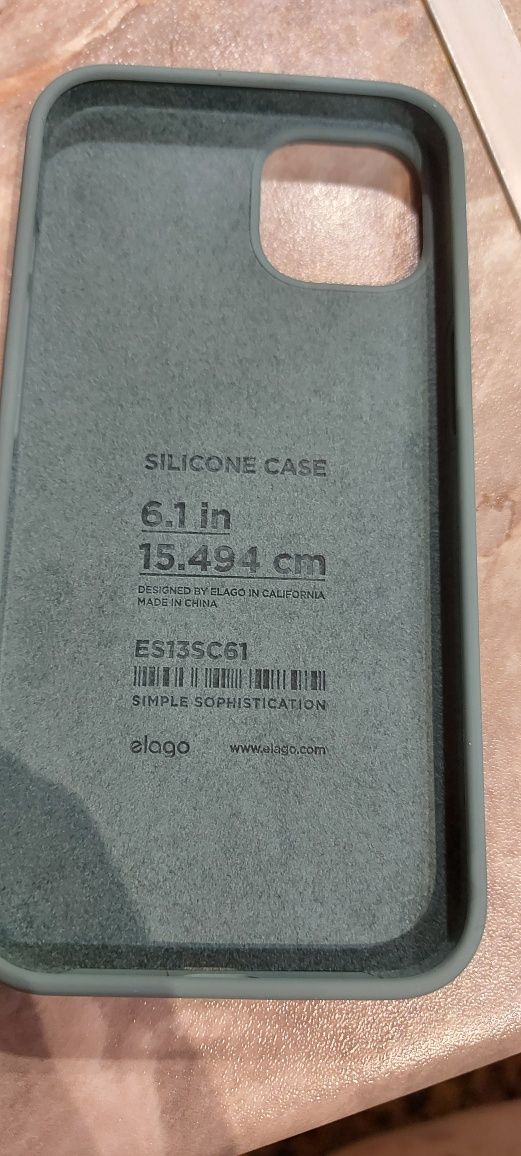 SILICONE CASE
6.1 in
15.494 cm
DESIGNED BY ELAGO IN CALIFORNIA
MADE IN CHINA
ES13SC61
SIMPLE SOPHISTICATION
elago www.elago.com